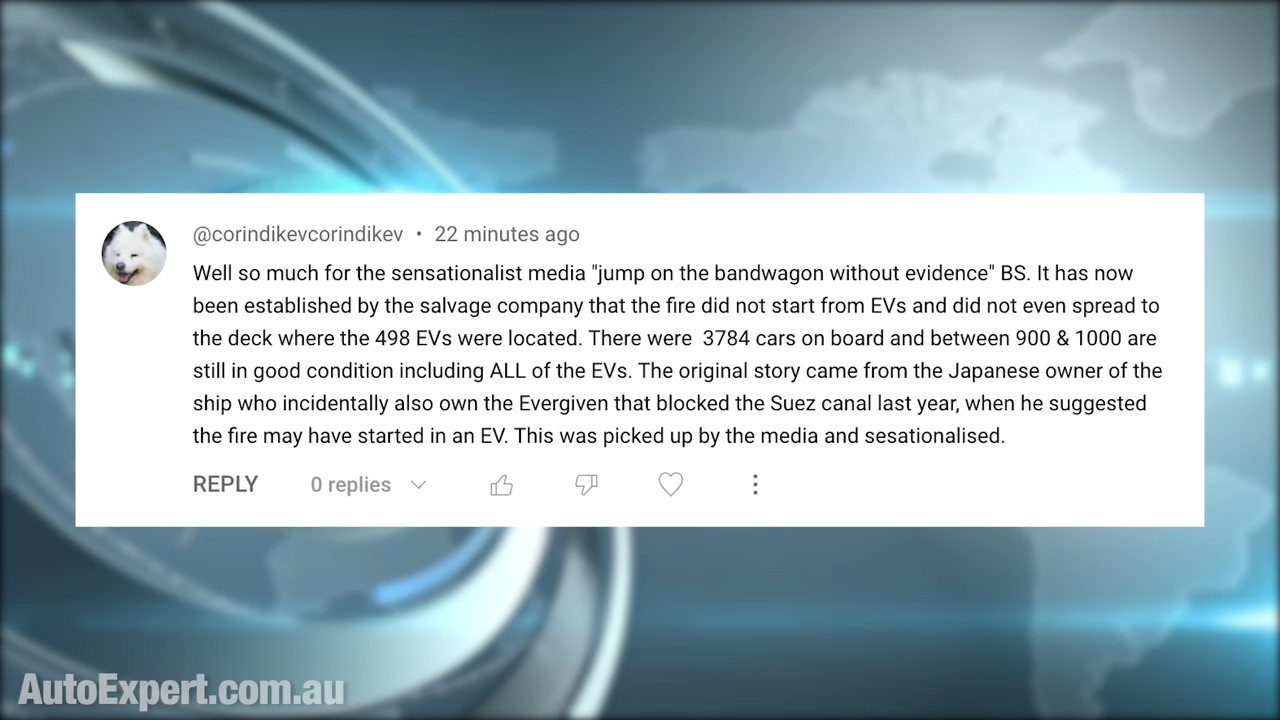 @corindikevcorindikev • 22 minutes ago
Well so much for the sensationalist media "jump on the bandwagon without evidence" BS. It has now
been established by the salvage company that the fire did not start from EVs and did not even spread to
the deck where the 498 EVs were located. There were  3784 cars on board and between 900 & 1000 are
still in good condition including ALL of the EVs. The original story came from the Japanese owner of the
ship who incidentally also own the Evergiven that blocked the Suez canal last year, when he suggested
the fire may have started in an EV. This was picked up by the media and sesationalised.
REPLY 0 replies
AutoExpert.com.au